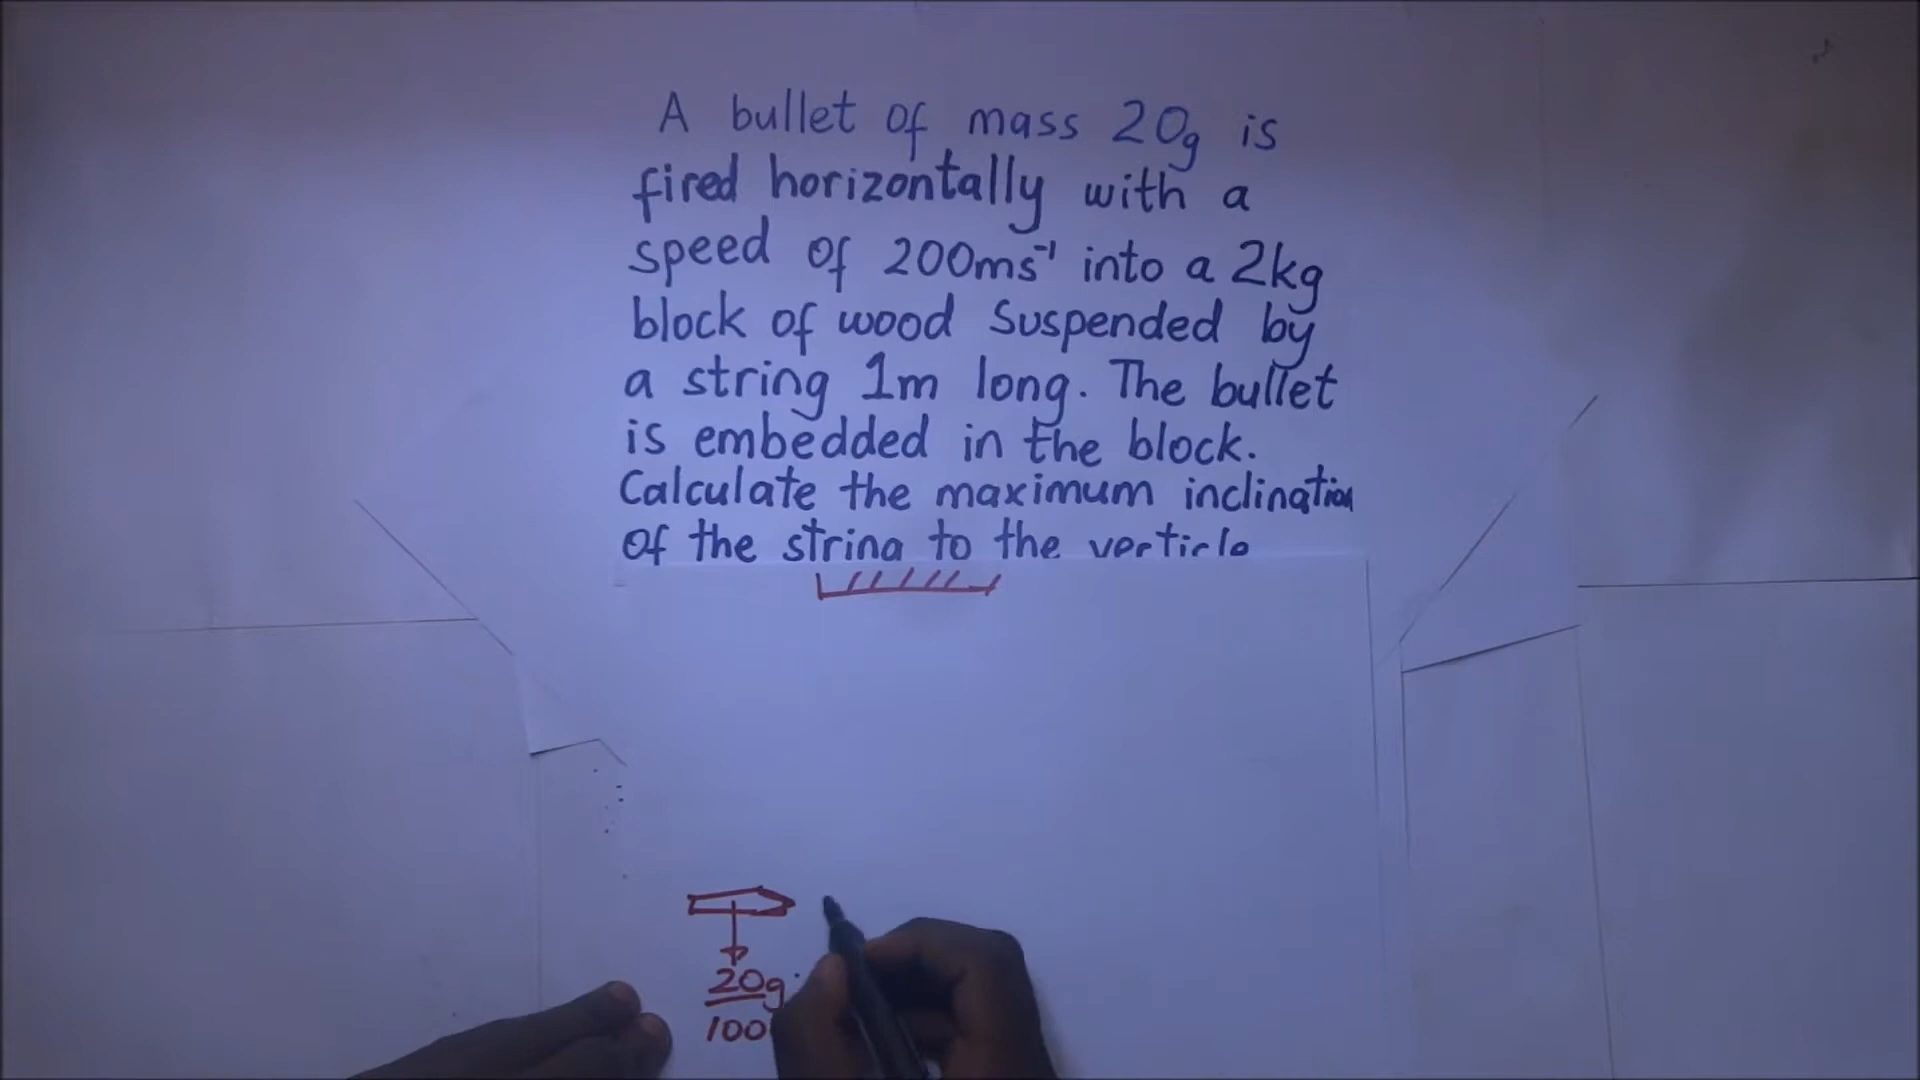 A bullet of mass 20g is
fired horizontally with a
speed of 200ms⁻¹ into a 2kg
block of wood Suspended by
a string 1m long. The bullet
is embedded in the block.
Calculate the maximum inclination
of the string to the verticle
20g
100